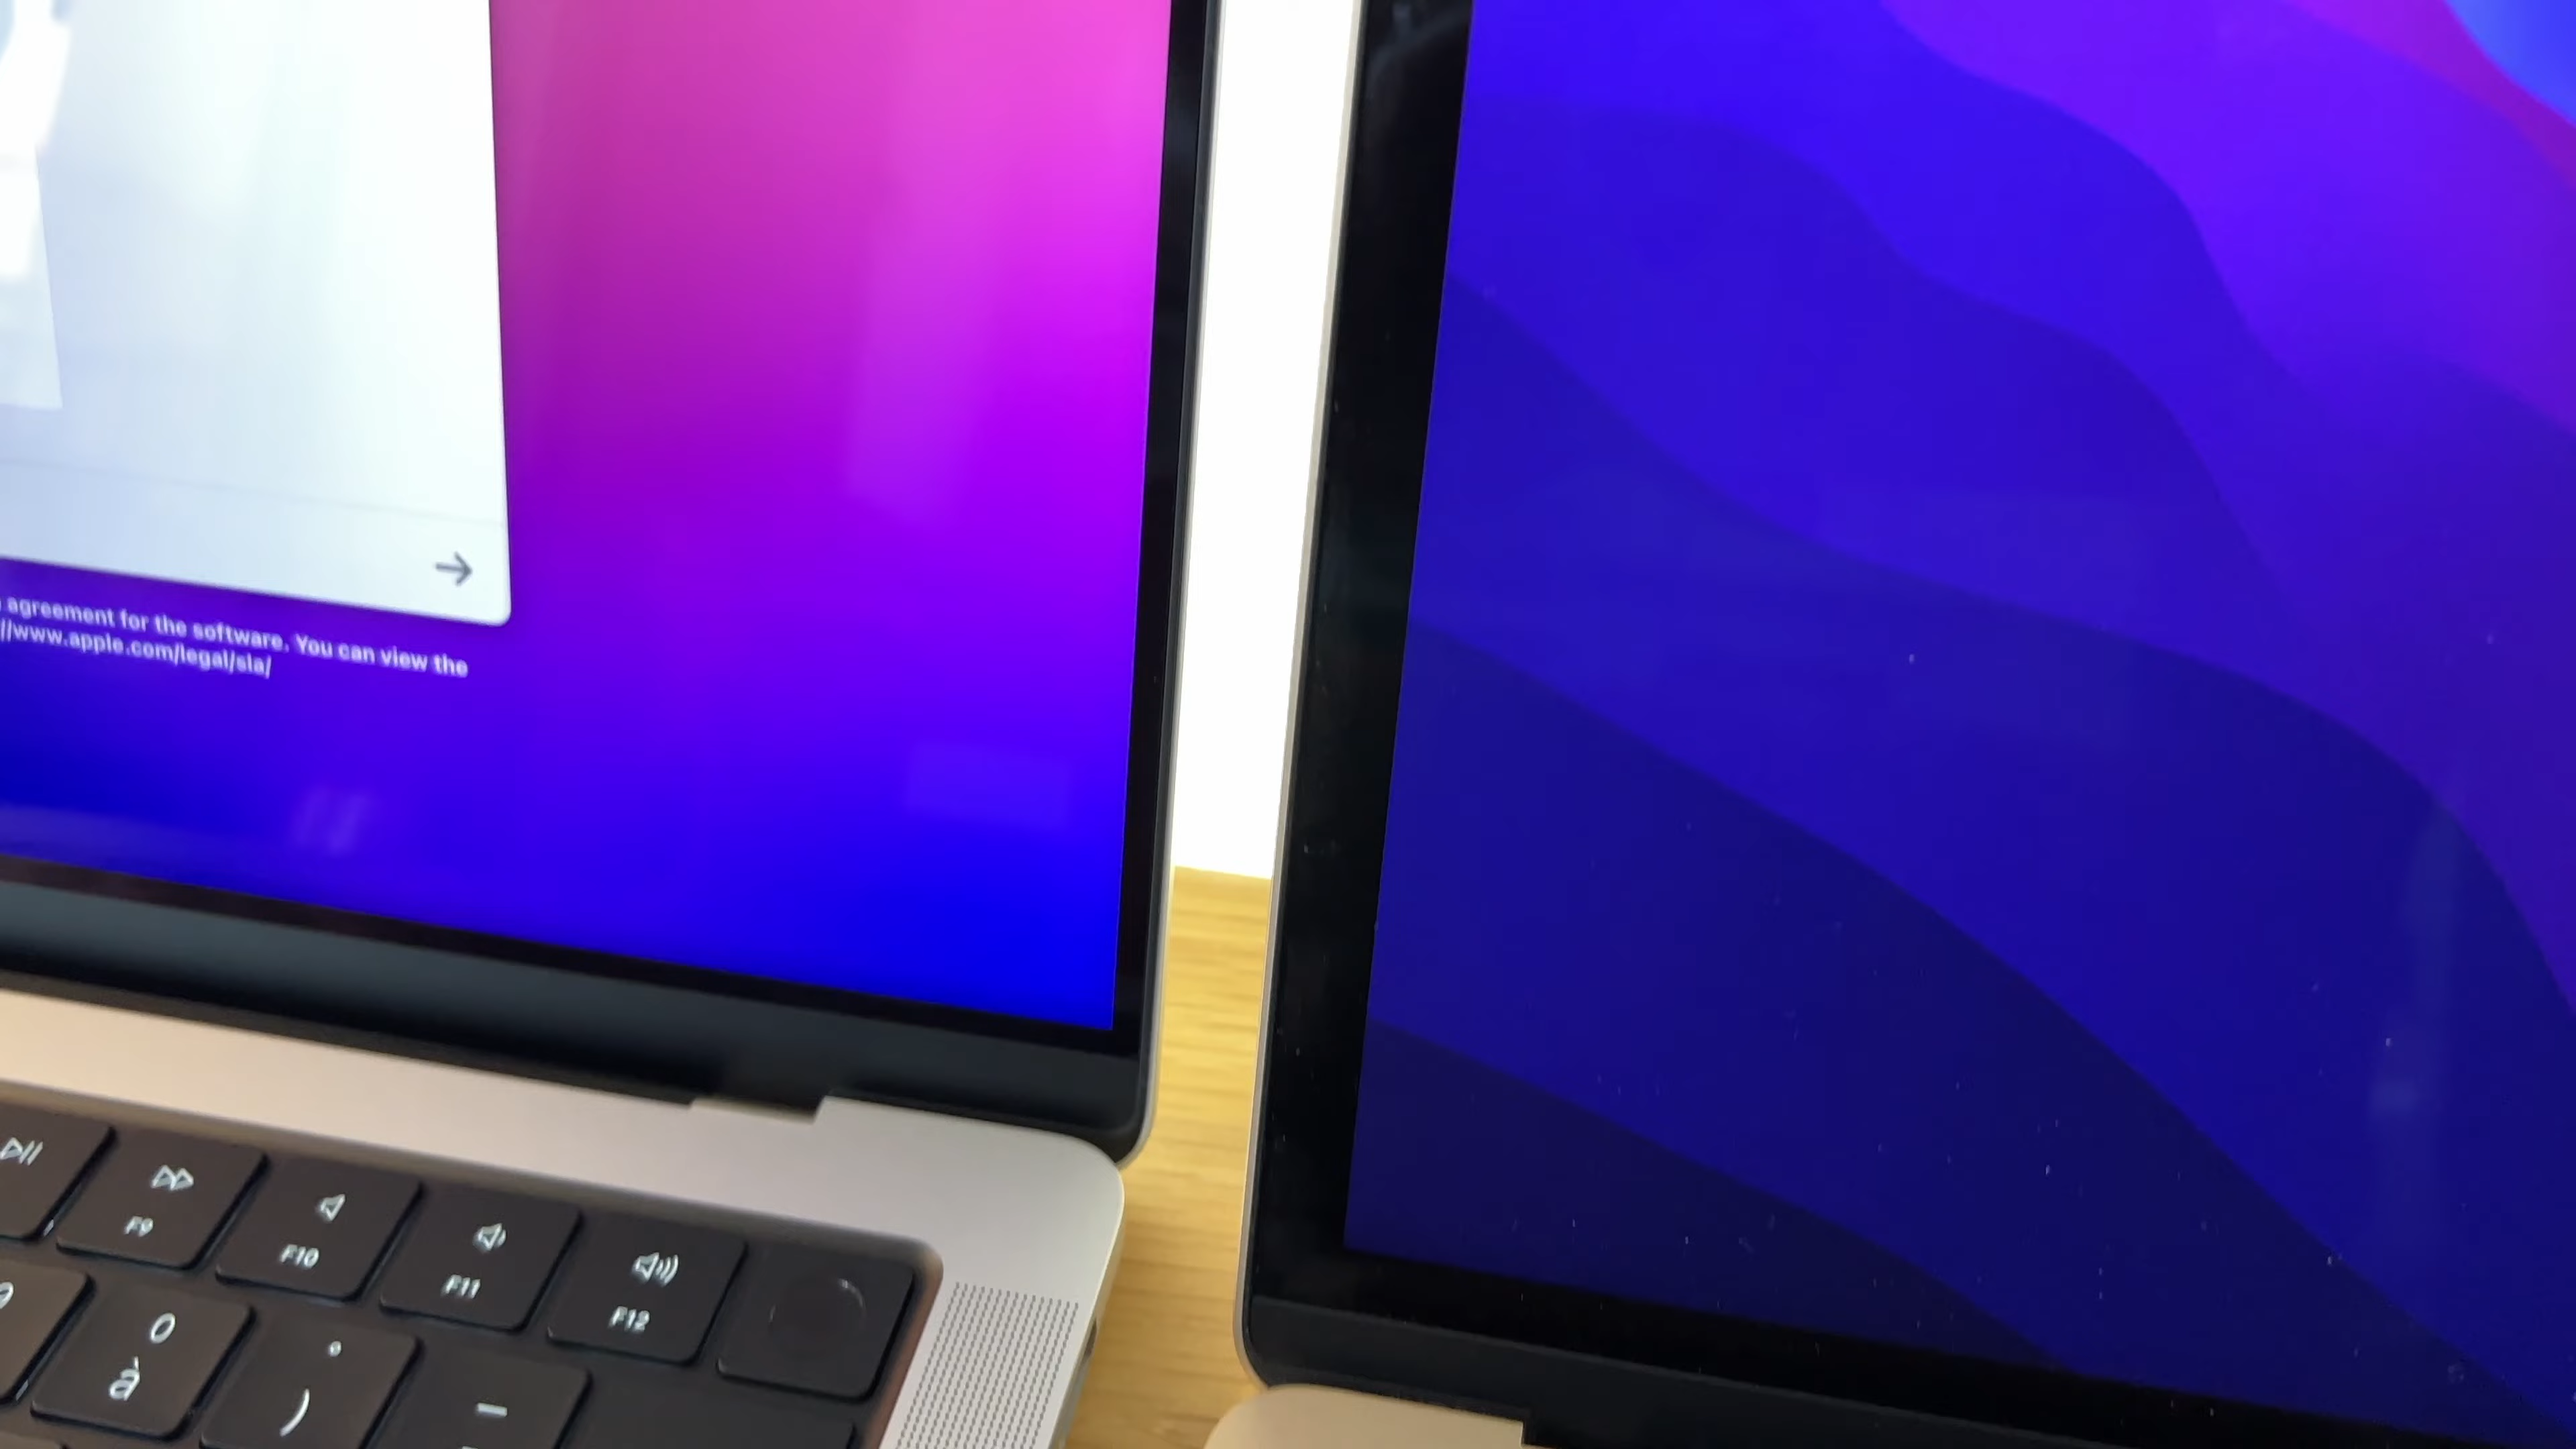 agreement for the software. You can view the
//www.apple.com/legal/sla/
F9
F10
F11
F12
0
à
°
)
-